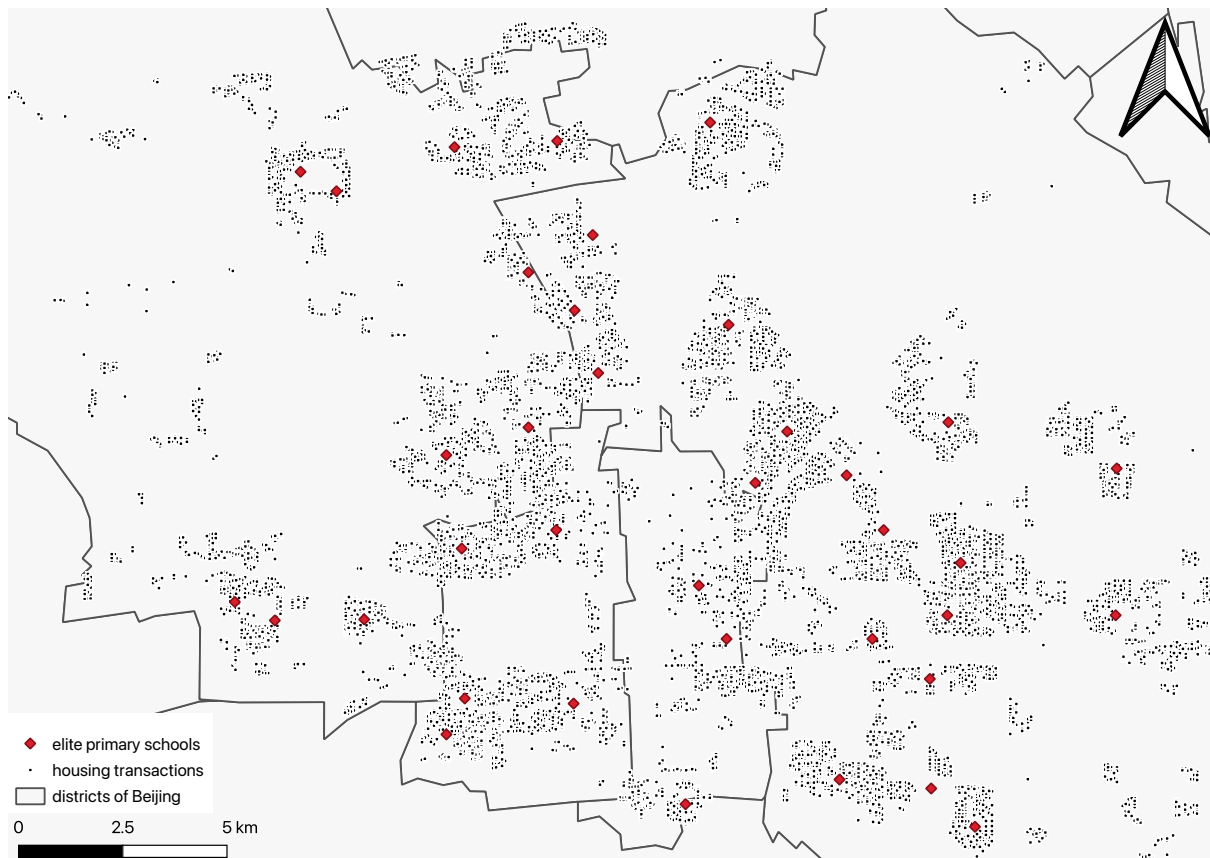 elite primary schools
housing transactions
districts of Beijing
0 2.5 5 km